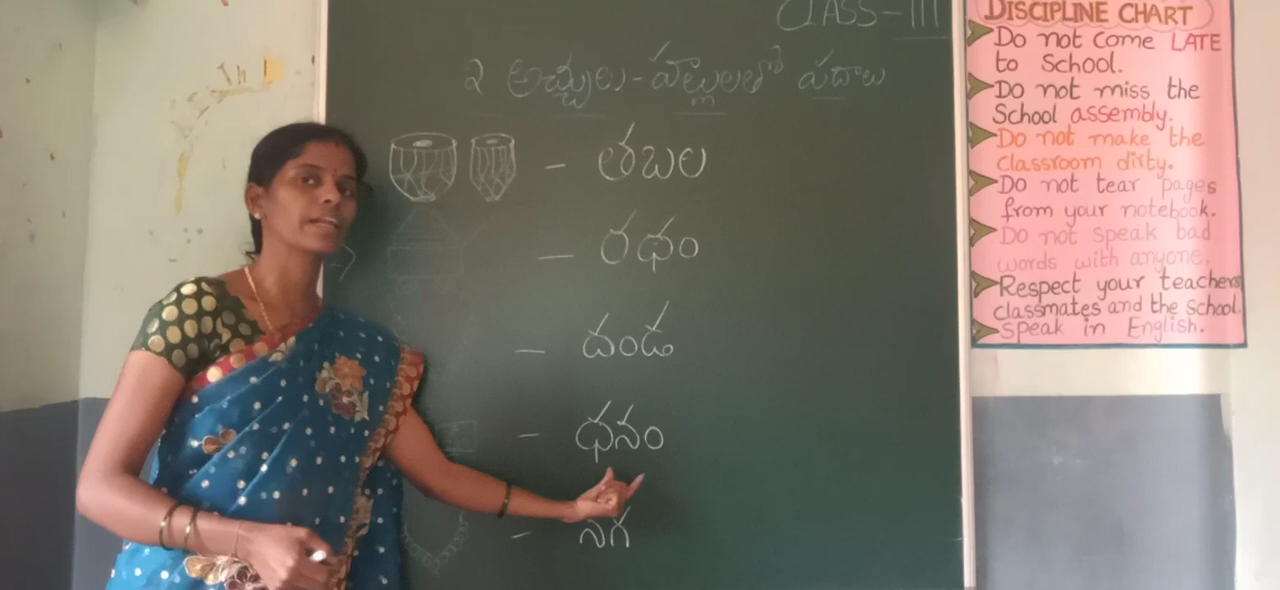 CLASS-III
2 అచ్చులు - హల్లులతో పదాలు
- తబల
- రథం
- దండ
- ధనం
- నగ
DISCIPLINE CHART
Do not come LATE
to School.
Do not miss the
School assembly.
Do not make the
classroom dirty.
Do not tear pages
from your notebook.
Do not speak bad
words with anyone.
Respect your teachers
classmates and the school.
Speak in English.